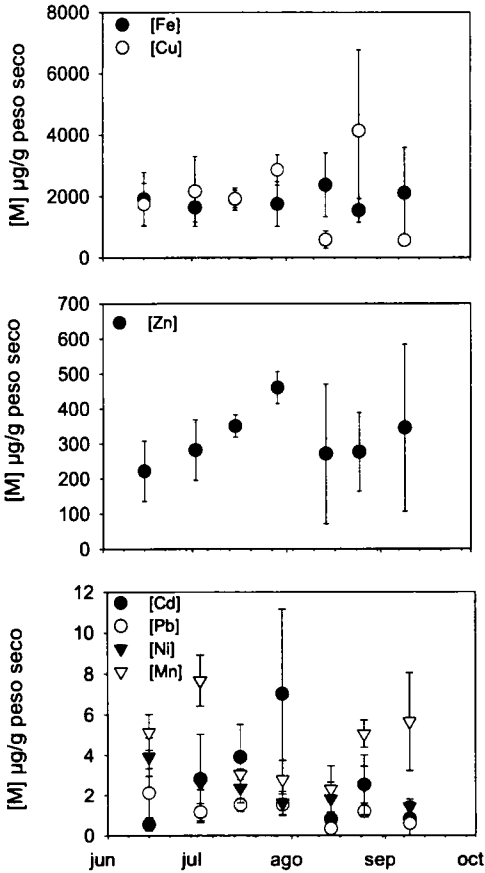 8000
6000
4000
2000
0
[M] µg/g peso seco
[Fe]
[Cu]
700
600
500
400
300
200
100
0
[M] µg/g peso seco
[Zn]
12
10
8
6
4
2
0
[M] µg/g peso seco
[Cd]
[Pb]
[Ni]
[Mn]
jun jul ago sep oct